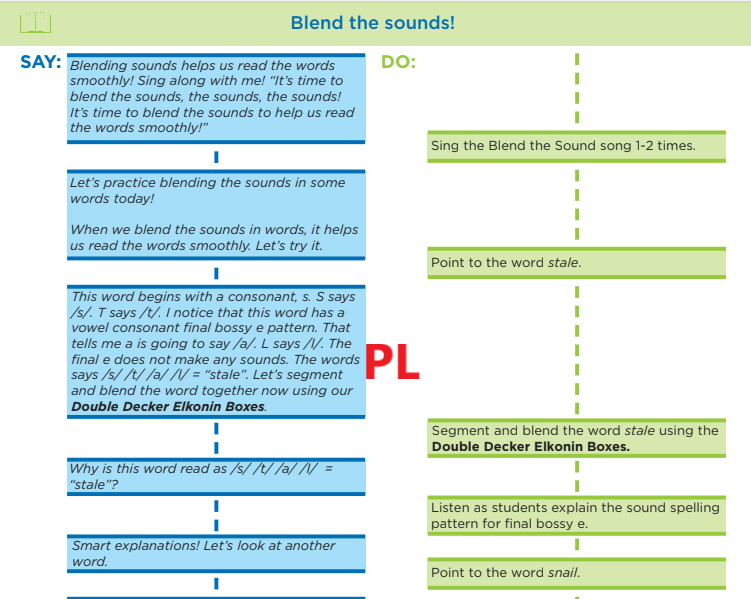 Blend the sounds!
SAY:
Blending sounds helps us read the words
smoothly! Sing along with me! “It’s time to
blend the sounds, the sounds, the sounds!
It’s time to blend the sounds to help us read
the words smoothly!”
DO:
Sing the Blend the Sound song 1-2 times.
Let’s practice blending the sounds in some
words today!
When we blend the sounds in words, it helps
us read the words smoothly. Let’s try it.
Point to the word stale.
This word begins with a consonant, s. S says
/s/. T says /t/. I notice that this word has a
vowel consonant final bossy e pattern. That
tells me a is going to say /a/. L says /l/. The
final e does not make any sounds. The words
says /s/ /t/ /a/ /l/ = “stale”. Let’s segment
and blend the word together now using our
Double Decker Elkonin Boxes.
PL
Segment and blend the word stale using the
Double Decker Elkonin Boxes.
Why is this word read as /s/ /t/ /a/ /l/ =
“stale”?
Listen as students explain the sound spelling
pattern for final bossy e.
Smart explanations! Let’s look at another
word.
Point to the word snail.